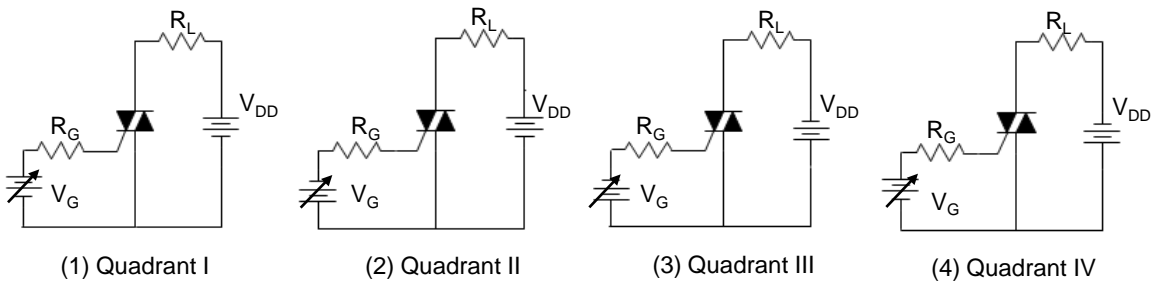 R_L
V_DD
R_G
V_G
(1) Quadrant I
R_L
V_DD
R_G
V_G
(2) Quadrant II
R_L
V_DD
R_G
V_G
(3) Quadrant III
R_L
V_DD
R_G
V_G
(4) Quadrant IV